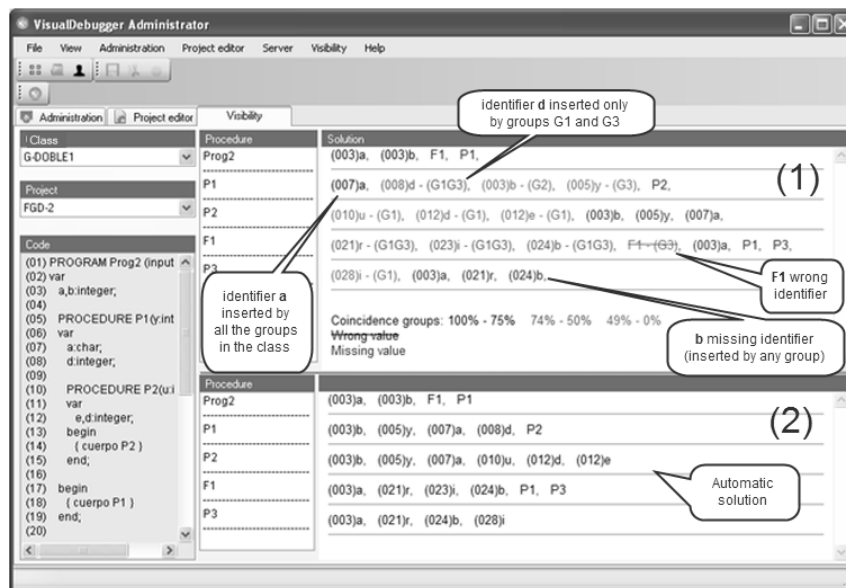 VisualDebugger Administrator
File View Administration Project editor Server Visibility Help
Administration Project editor Visibility
Class
G-DOBLE1
Project
FGD-2
Code
(01) PROGRAM Prog2 (input
(02) var
(03) a,b:integer;
(04)
(05) PROCEDURE P1(y:int
(06) var
(07) a:char;
(08) d:integer;
(09)
(10) PROCEDURE P2(u:i
(11) var
(12) e,d:integer;
(13) begin
(14) ( cuerpo P2 )
(15) end;
(16)
(17) begin
(18) ( cuerpo P1 )
(19) end;
(20)
Procedure
Prog2
P1
P2
F1
P3
Solution
(003)a, (003)b, F1, P1,
(007)a, (008)d - (G1G3), (003)b - (G2), (005)y - (G3), P2,
(010)u - (G1), (012)d - (G1), (012)e - (G1), (003)b, (005)y, (007)a,
(021)r - (G1G3), (023)i - (G1G3), (024)b - (G1G3), F1 - (G3), (003)a, P1, P3,
(028)i - (G1), (003)a, (021)r, (024)b,
Coincidence groups: 100% - 75% 74% - 50% 49% - 0%
Wrong value
Missing value
(1)
identifier d inserted only
by groups G1 and G3
identifier a
inserted by
all the groups
in the class
F1 wrong
identifier
b missing identifier
(inserted by any group)
Procedure
Prog2
P1
P2
F1
P3
(003)a, (003)b, F1, P1
(003)b, (005)y, (007)a, (008)d, P2
(003)b, (005)y, (007)a, (010)u, (012)d, (012)e
(003)a, (021)r, (023)i, (024)b, P1, P3
(003)a, (021)r, (024)b, (028)i
(2)
Automatic
solution